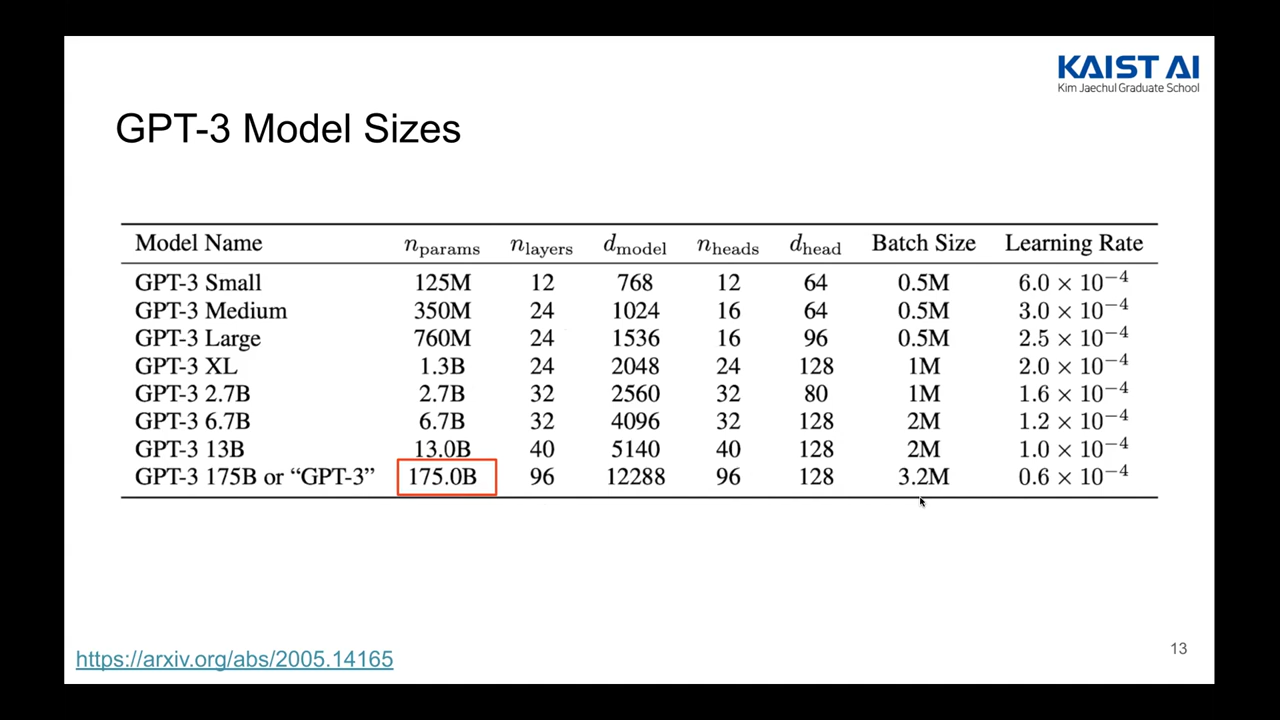 KAIST AI
Kim Jaechul Graduate School
GPT-3 Model Sizes
Model Name n_params n_layers d_model n_heads d_head Batch Size Learning Rate
GPT-3 Small 125M 12 768 12 64 0.5M 6.0 × 10⁻⁴
GPT-3 Medium 350M 24 1024 16 64 0.5M 3.0 × 10⁻⁴
GPT-3 Large 760M 24 1536 16 96 0.5M 2.5 × 10⁻⁴
GPT-3 XL 1.3B 24 2048 24 128 1M 2.0 × 10⁻⁴
GPT-3 2.7B 2.7B 32 2560 32 80 1M 1.6 × 10⁻⁴
GPT-3 6.7B 6.7B 32 4096 32 128 2M 1.2 × 10⁻⁴
GPT-3 13B 13.0B 40 5140 40 128 2M 1.0 × 10⁻⁴
GPT-3 175B or “GPT-3” 175.0B 96 12288 96 128 3.2M 0.6 × 10⁻⁴
https://arxiv.org/abs/2005.14165
13